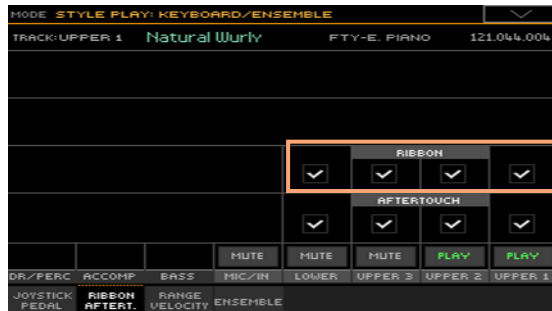 MODE STYLE PLAY: KEYBOARD/ENSEMBLE
TRACK:UPPER 1 Natural Wurly FTY-E. PIANO 121.044.004
RIBBON
AFTERTOUCH
MUTE MUTE MUTE PLAY PLAY
DR/PERC ACCOMP BASS MIC/IN LOWER UPPER 3 UPPER 2 UPPER 1
JOYSTICK PEDAL RIBBON AFTERT. RANGE VELOCITY ENSEMBLE